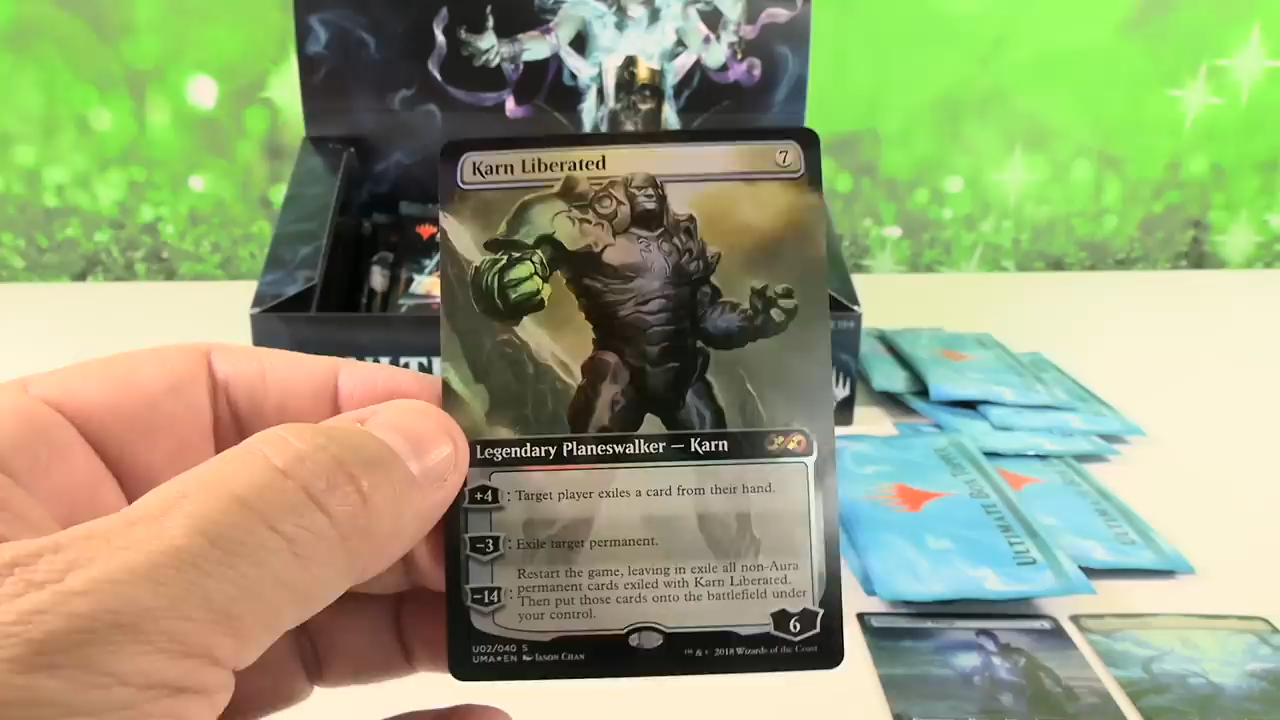 Karn Liberated
7
Legendary Planeswalker — Karn
+4 : Target player exiles a card from their hand.
−3 : Exile target permanent.
Restart the game, leaving in exile all non-Aura
−14 : permanent cards exiled with Karn Liberated.
Then put those cards onto the battlefield under
your control.
6
U02/040 S
UMA★EN Jason Chan
™ & © 2018 Wizards of the Coast
ULTIMATE BOX TOPPER